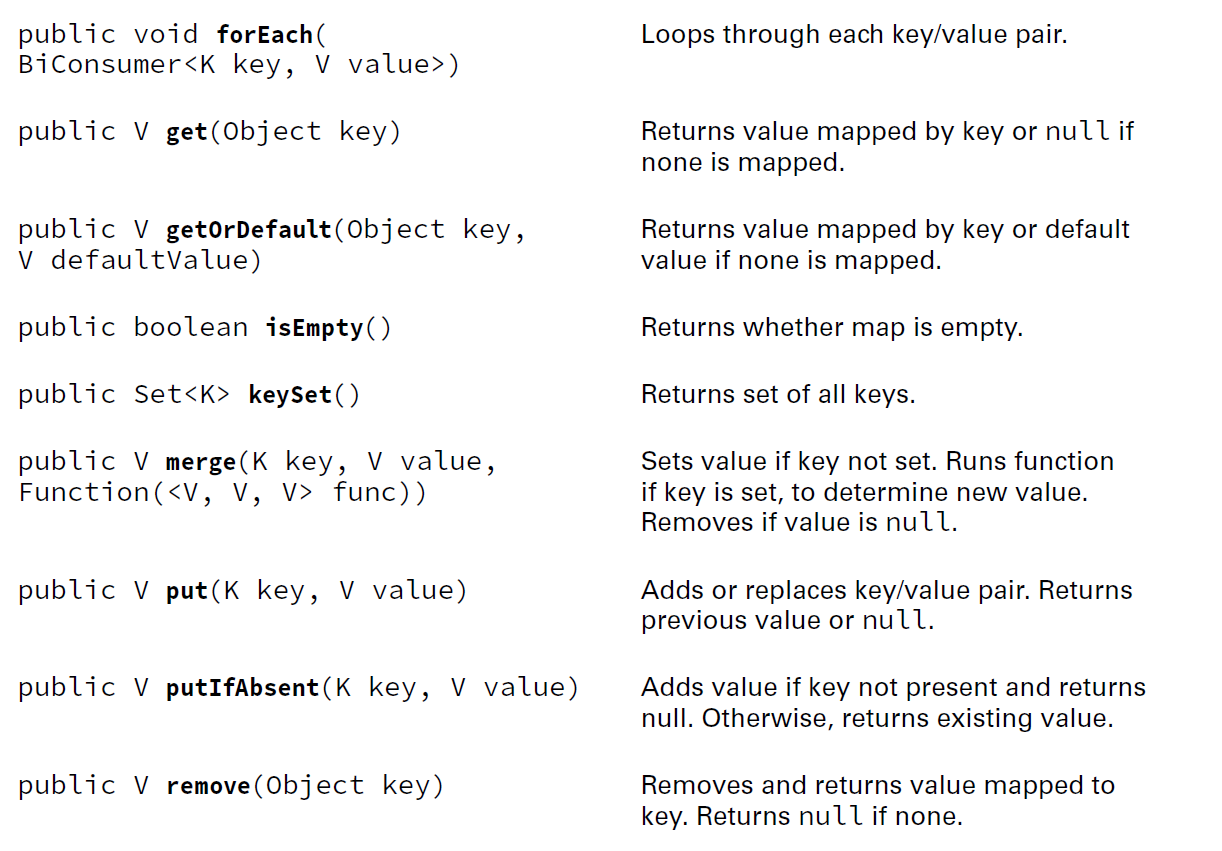 public void forEach(
BiConsumer<K key, V value>)
Loops through each key/value pair.
public V get(Object key)
Returns value mapped by key or null if
none is mapped.
public V getOrDefault(Object key,
V defaultValue)
Returns value mapped by key or default
value if none is mapped.
public boolean isEmpty()
Returns whether map is empty.
public Set<K> keySet()
Returns set of all keys.
public V merge(K key, V value,
Function(<V, V, V> func))
Sets value if key not set. Runs function
if key is set, to determine new value.
Removes if value is null.
public V put(K key, V value)
Adds or replaces key/value pair. Returns
previous value or null.
public V putIfAbsent(K key, V value)
Adds value if key not present and returns
null. Otherwise, returns existing value.
public V remove(Object key)
Removes and returns value mapped to
key. Returns null if none.